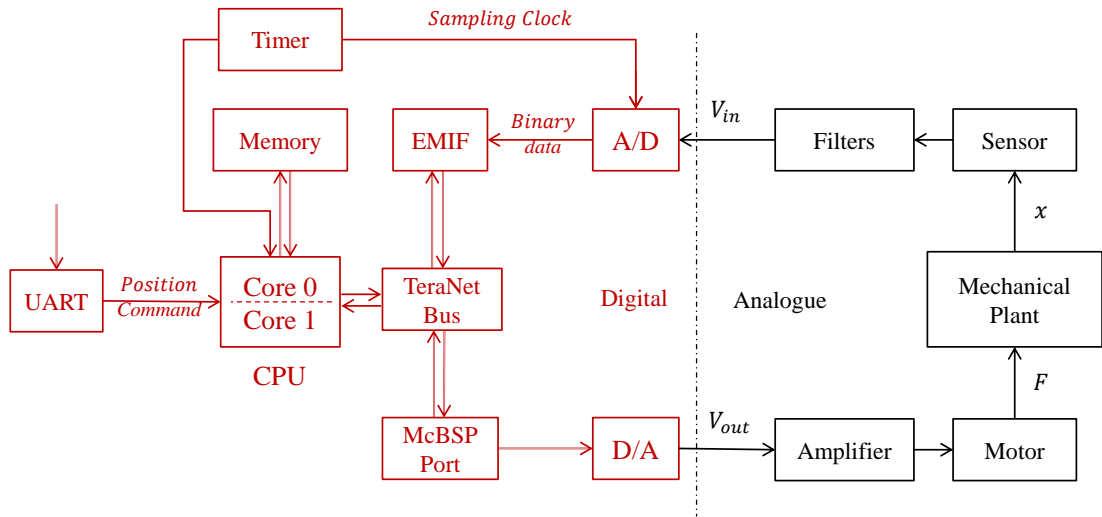 Sampling Clock
Timer
Memory
EMIF
Binary
data
A/D
V_in
Filters
Sensor
x
UART
Position
Command
Core 0
Core 1
CPU
TeraNet
Bus
Digital
Analogue
Mechanical
Plant
F
McBSP
Port
D/A
V_out
Amplifier
Motor